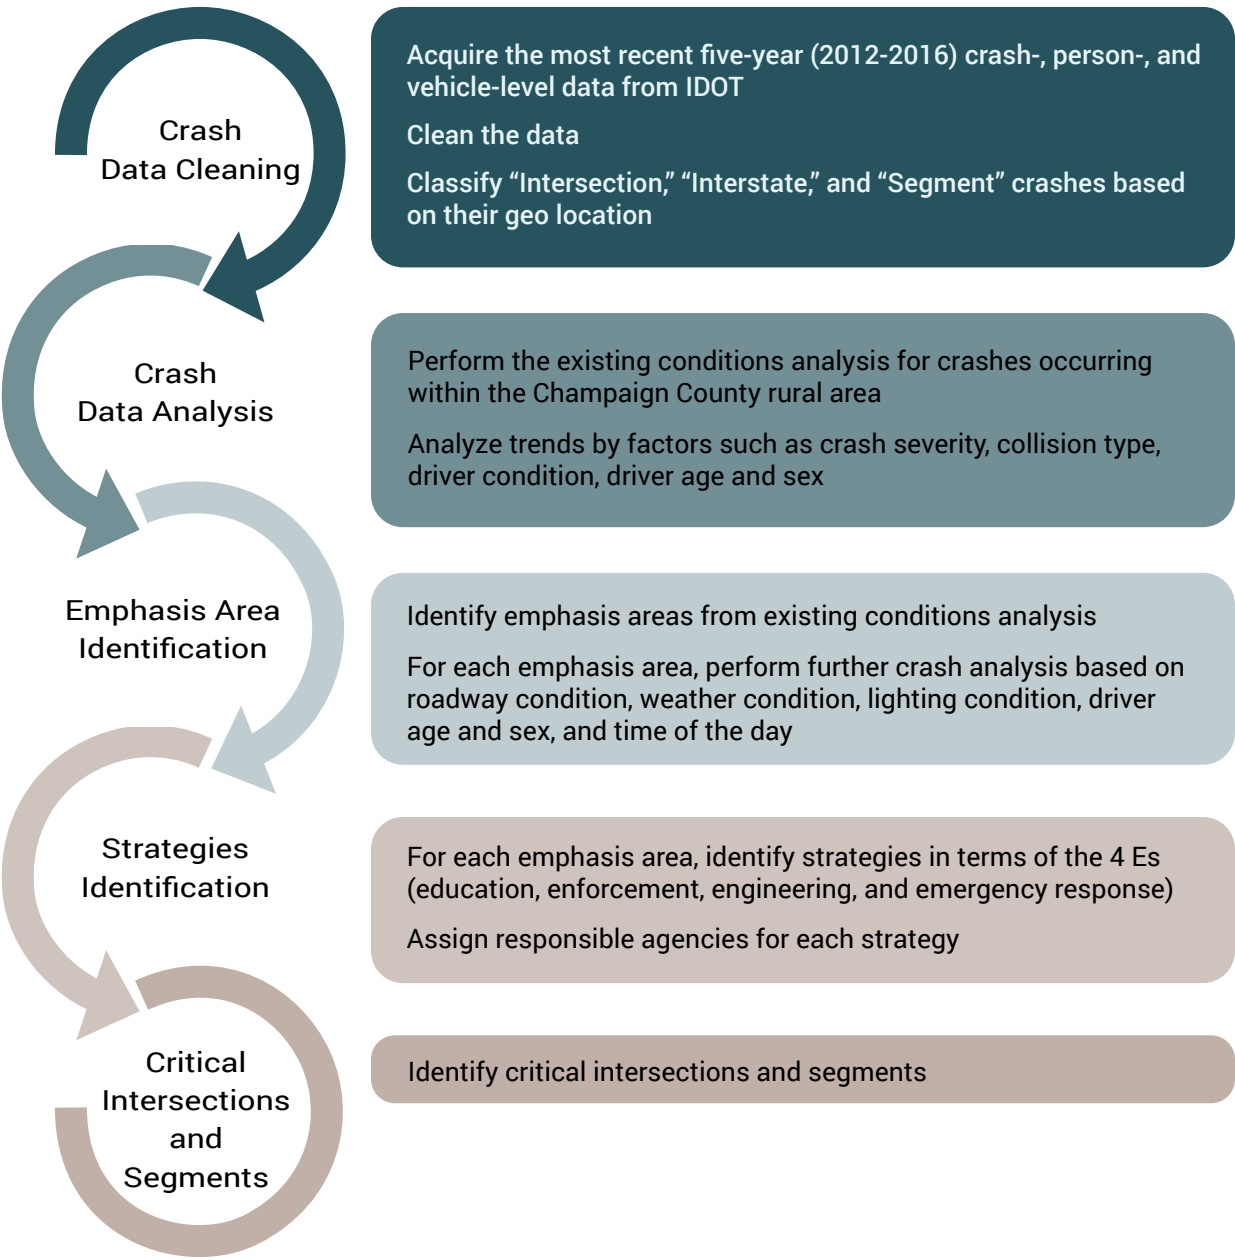 Crash
Data Cleaning
Acquire the most recent five-year (2012-2016) crash-, person-, and
vehicle-level data from IDOT
Clean the data
Classify “Intersection,” “Interstate,” and “Segment” crashes based
on their geo location
Crash
Data Analysis
Perform the existing conditions analysis for crashes occurring
within the Champaign County rural area
Analyze trends by factors such as crash severity, collision type,
driver condition, driver age and sex
Emphasis Area
Identification
Identify emphasis areas from existing conditions analysis
For each emphasis area, perform further crash analysis based on
roadway condition, weather condition, lighting condition, driver
age and sex, and time of the day
Strategies
Identification
For each emphasis area, identify strategies in terms of the 4 Es
(education, enforcement, engineering, and emergency response)
Assign responsible agencies for each strategy
Critical
Intersections
and
Segments
Identify critical intersections and segments